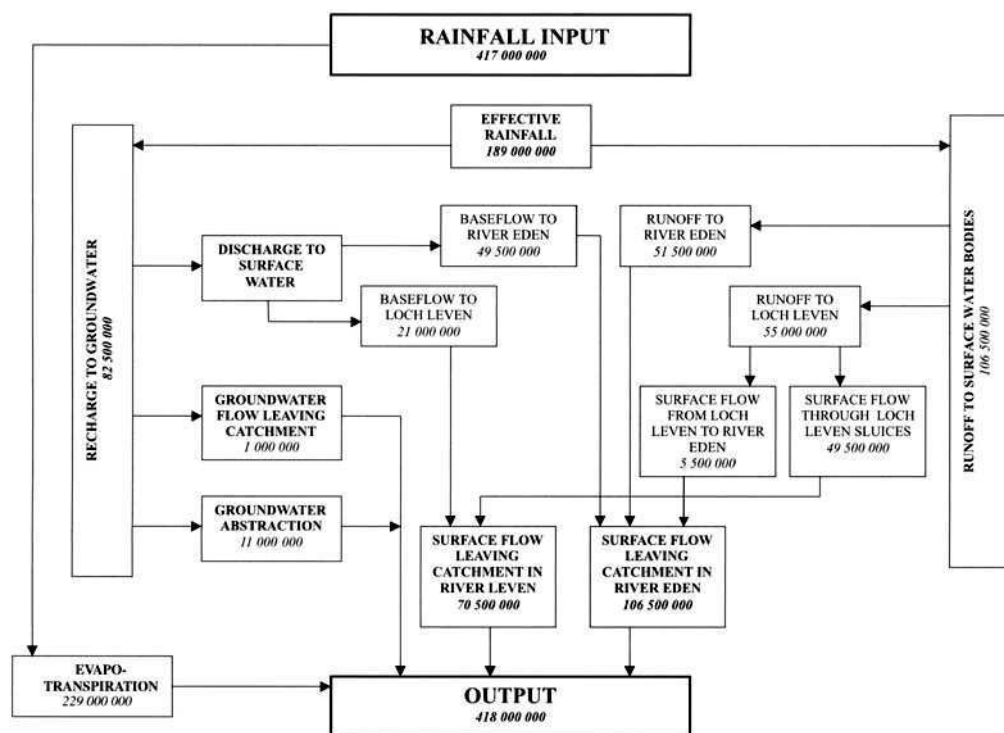 RAINFALL INPUT
417 000 000
EFFECTIVE
RAINFALL
189 000 000
RECHARGE TO GROUNDWATER
82 500 000
RUNOFF TO SURFACE WATER BODIES
106 500 000
DISCHARGE TO
SURFACE
WATER
BASEFLOW TO
RIVER EDEN
49 500 000
RUNOFF TO
RIVER EDEN
51 500 000
BASEFLOW TO
LOCH LEVEN
21 000 000
RUNOFF TO
LOCH LEVEN
55 000 000
GROUNDWATER
FLOW LEAVING
CATCHMENT
1 000 000
SURFACE FLOW
FROM LOCH
LEVEN TO RIVER
EDEN
5 500 000
SURFACE FLOW
THROUGH LOCH
LEVEN SLUICES
49 500 000
GROUNDWATER
ABSTRACTION
11 000 000
SURFACE FLOW
LEAVING
CATCHMENT IN
RIVER LEVEN
70 500 000
SURFACE FLOW
LEAVING
CATCHMENT IN
RIVER EDEN
106 500 000
EVAPO-
TRANSPIRATION
229 000 000
OUTPUT
418 000 000